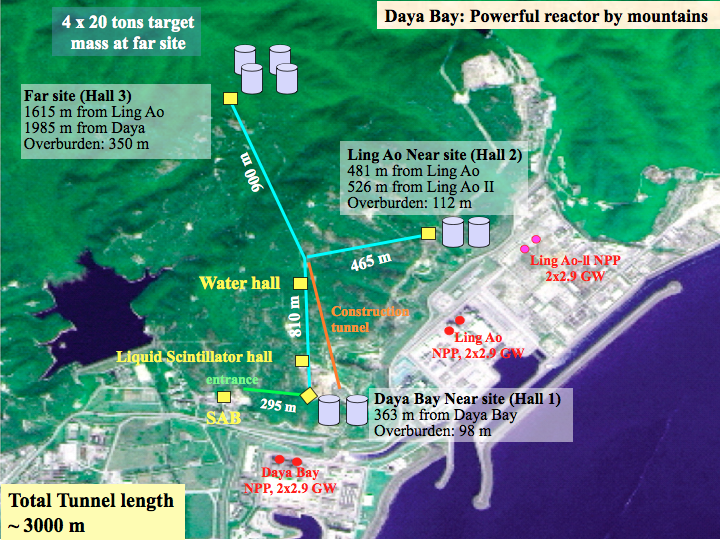 4 x 20 tons target
mass at far site
Daya Bay: Powerful reactor by mountains
Far site (Hall 3)
1615 m from Ling Ao
1985 m from Daya
Overburden: 350 m
900 m
Ling Ao Near site (Hall 2)
481 m from Ling Ao
526 m from Ling Ao II
Overburden: 112 m
465 m
Ling Ao-ll NPP
2x2.9 GW
Water hall
810 m
Construction
tunnel
Ling Ao
NPP, 2x2.9 GW
Liquid Scintillator hall
entrance
295 m
SAB
Daya Bay Near site (Hall 1)
363 m from Daya Bay
Overburden: 98 m
Daya Bay
NPP, 2x2.9 GW
Total Tunnel length
~ 3000 m